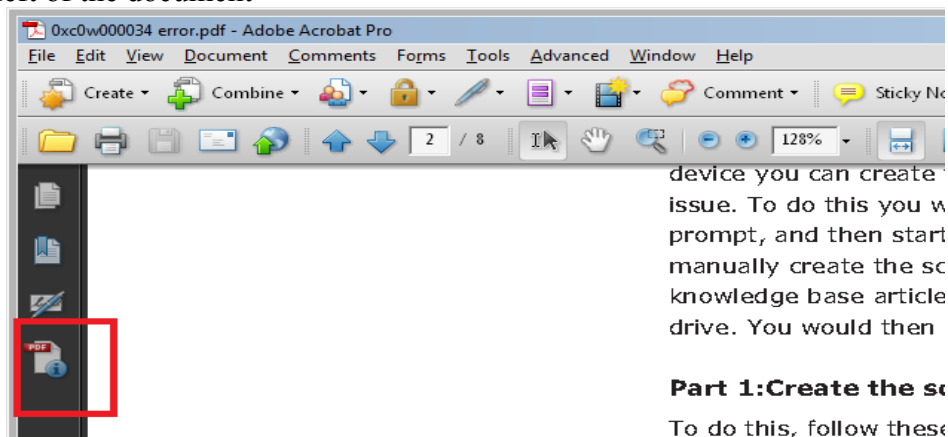 0xc0w000034 error.pdf - Adobe Acrobat Pro
File Edit View Document Comments Forms Tools Advanced Window Help
Create Combine Comment Sticky No
2 / 8 128%
device you can create
issue. To do this you w
prompt, and then start
manually create the sc
knowledge base article
drive. You would then
PDF
Part 1:Create the sc
To do this, follow these